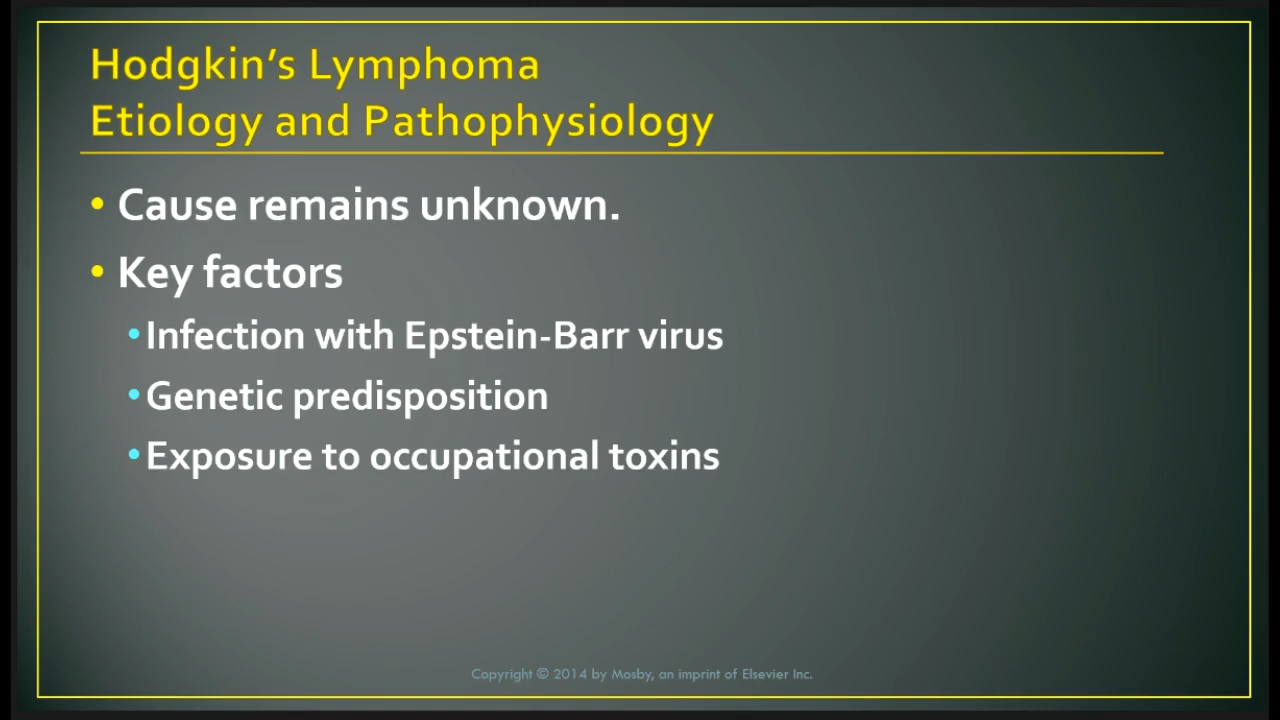 Hodgkin's Lymphoma
Etiology and Pathophysiology
• Cause remains unknown.
• Key factors
• Infection with Epstein-Barr virus
• Genetic predisposition
• Exposure to occupational toxins
Copyright © 2014 by Mosby, an imprint of Elsevier Inc.